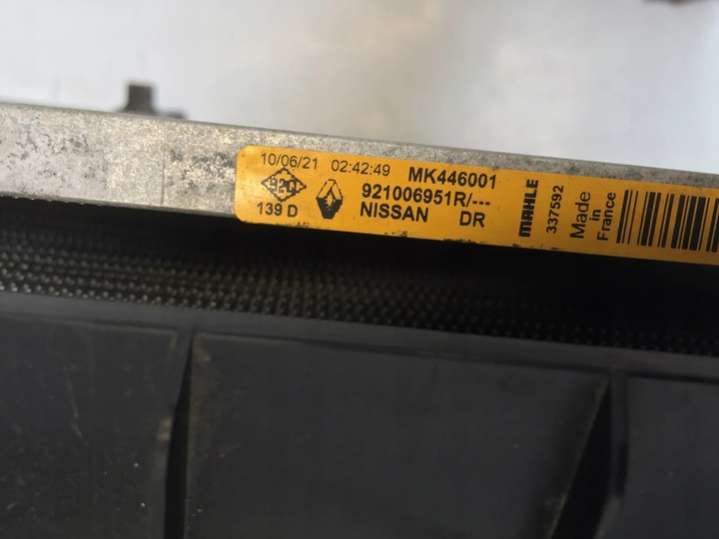 10/06/21 02:42:49 MK446001
921006951R/---
139 D NISSAN DR
MAHLE
337592
Made
in
France